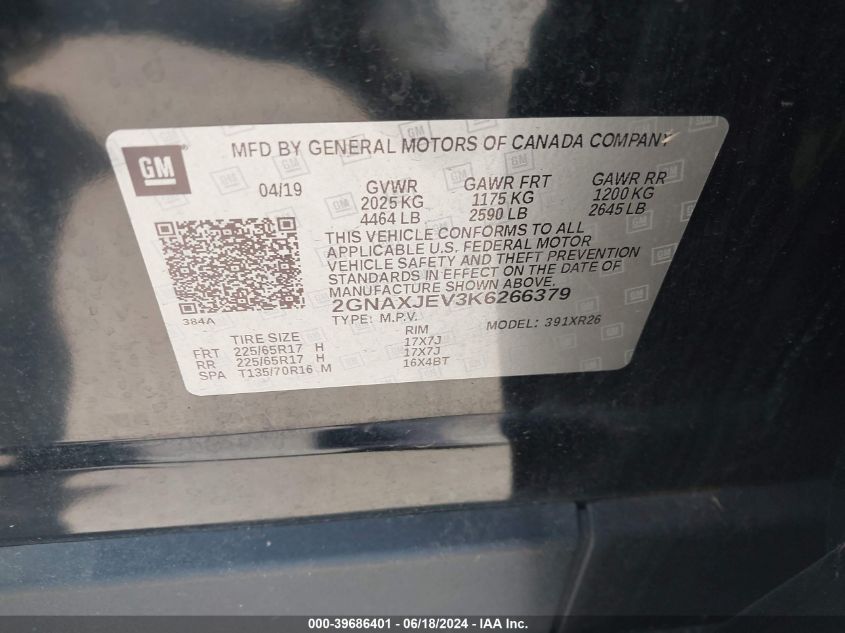 GM
MFD BY GENERAL MOTORS OF CANADA COMPANY
04/19 GVWR GAWR FRT GAWR RR
2025 KG 1175 KG 1200 KG
4464 LB 2590 LB 2645 LB
THIS VEHICLE CONFORMS TO ALL
APPLICABLE U.S. FEDERAL MOTOR
VEHICLE SAFETY AND THEFT PREVENTION
STANDARDS IN EFFECT ON THE DATE OF
MANUFACTURE SHOWN ABOVE.
2GNAXJEV3K6266379
384A
TYPE: M.P.V. MODEL: 391XR26
TIRE SIZE RIM
FRT 225/65R17 H 17X7J
RR 225/65R17 H 17X7J
SPA T135/70R16 M 16X4BT
000-39686401 - 06/18/2024 - IAA Inc.